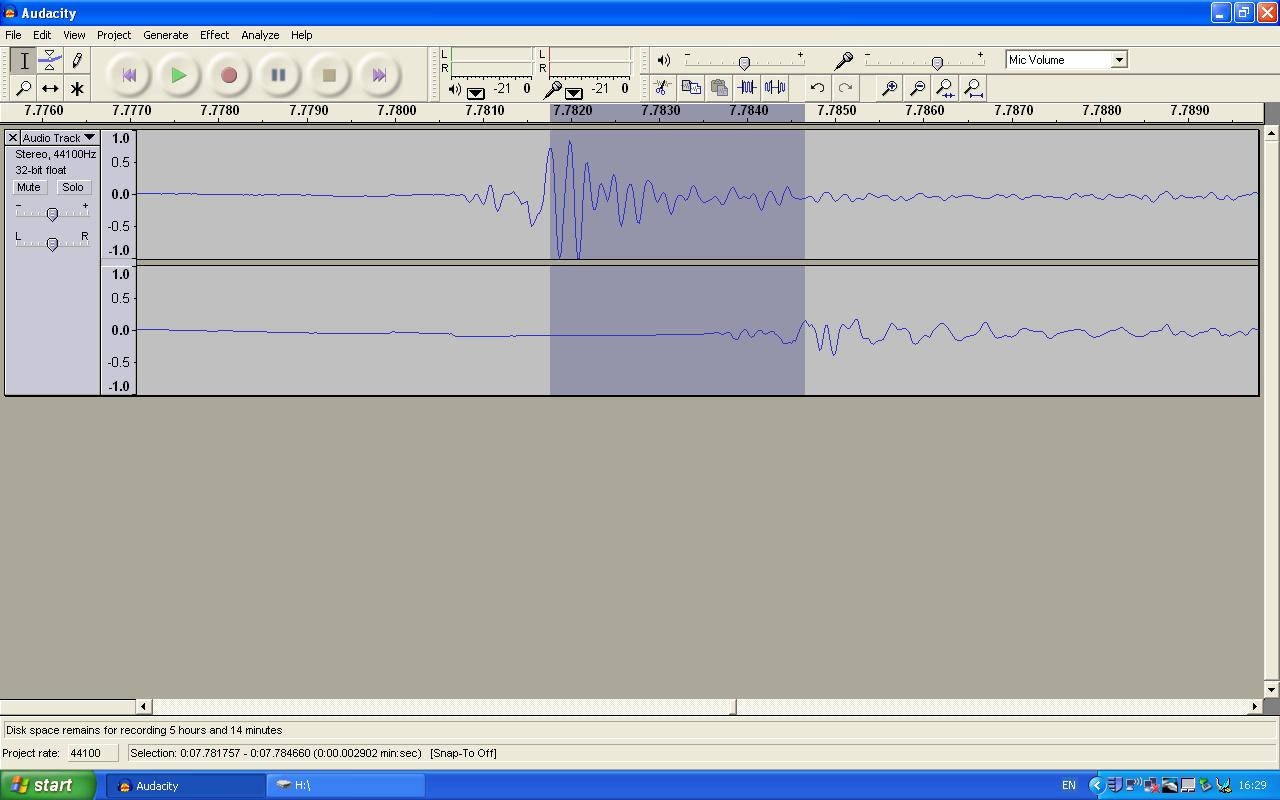 Audacity
File Edit View Project Generate Effect Analyze Help
L R -21 0 L R -21 0 - + - + Mic Volume
7.7760 7.7770 7.7780 7.7790 7.7800 7.7810 7.7820 7.7830 7.7840 7.7850 7.7860 7.7870 7.7880 7.7890
Audio Track
Stereo, 44100Hz
32-bit float
Mute Solo
- +
L R
1.0
0.5
0.0
-0.5
-1.0
1.0
0.5
0.0
-0.5
-1.0
Disk space remains for recording 5 hours and 14 minutes
Project rate: 44100 Selection: 0:07.781757 - 0:07.784660 (0:00.002902 min:sec) [Snap-To Off]
start Audacity H:\ EN 16:29